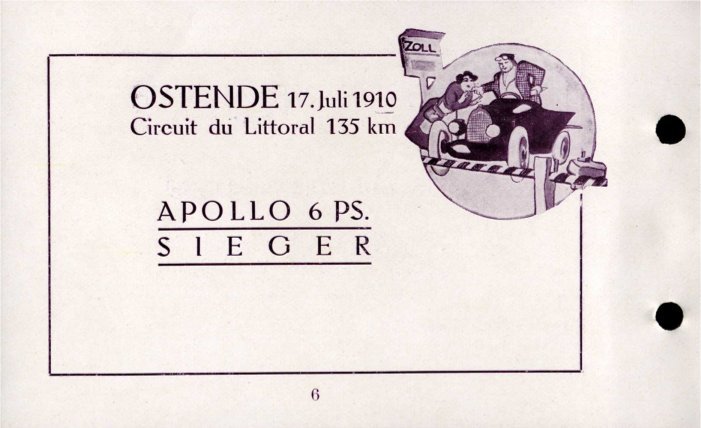 ZOLL
OSTENDE 17. Juli 1910
Circuit du Littoral 135 km
APOLLO 6 PS.
SIEGER
6